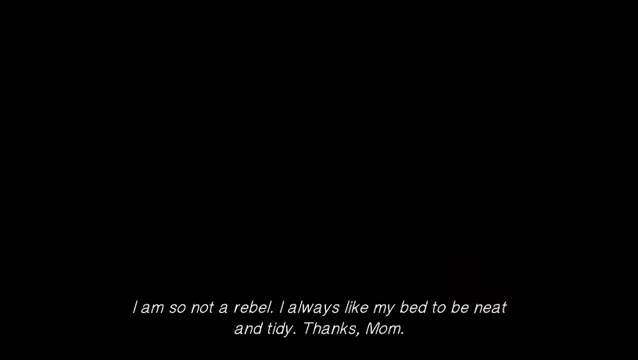 I am so not a rebel. I always like my bed to be neat
and tidy. Thanks, Mom.